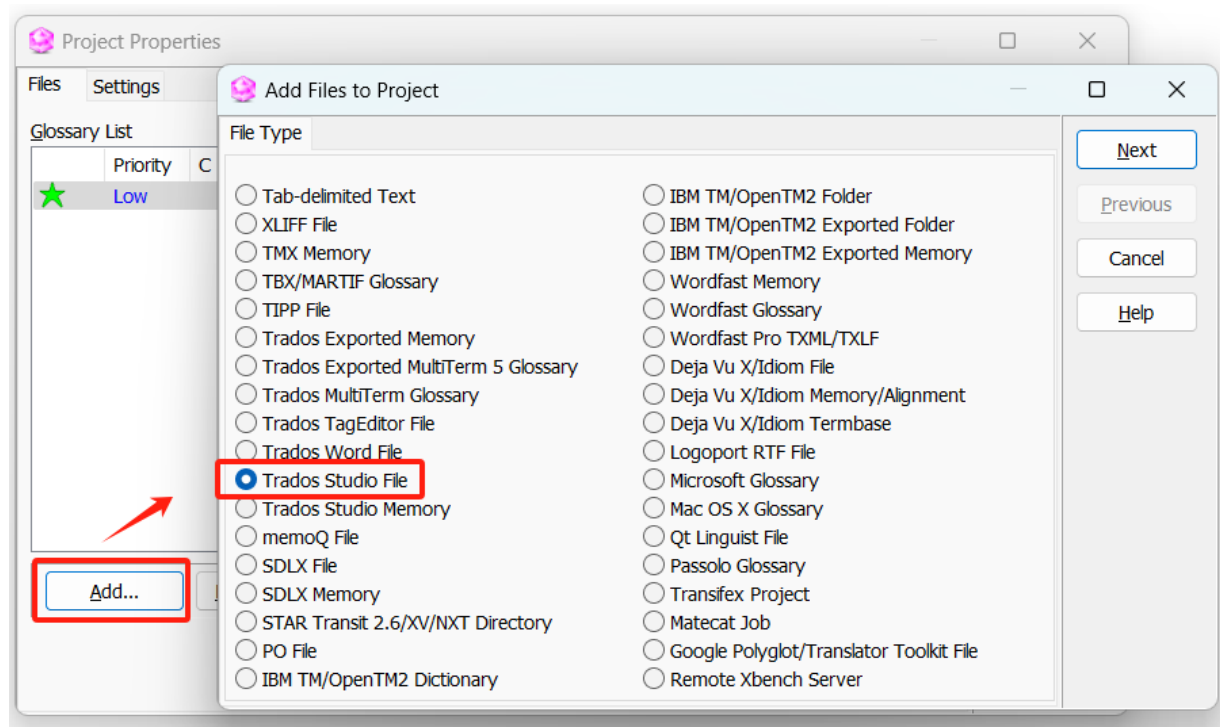 Project Properties
Files Settings
Glossary List
Priority C
Low
Add...
Add Files to Project
File Type
Tab-delimited Text
XLIFF File
TMX Memory
TBX/MARTIF Glossary
TIPP File
Trados Exported Memory
Trados Exported MultiTerm 5 Glossary
Trados MultiTerm Glossary
Trados TagEditor File
Trados Word File
Trados Studio File
Trados Studio Memory
memoQ File
SDLX File
SDLX Memory
STAR Transit 2.6/XV/NXT Directory
PO File
IBM TM/OpenTM2 Dictionary
IBM TM/OpenTM2 Folder
IBM TM/OpenTM2 Exported Folder
IBM TM/OpenTM2 Exported Memory
Wordfast Memory
Wordfast Glossary
Wordfast Pro TXML/TXLF
Deja Vu X/Idiom File
Deja Vu X/Idiom Memory/Alignment
Deja Vu X/Idiom Termbase
Logoport RTF File
Microsoft Glossary
Mac OS X Glossary
Qt Linguist File
Passolo Glossary
Transifex Project
Matecat Job
Google Polyglot/Translator Toolkit File
Remote Xbench Server
Next
Previous
Cancel
Help